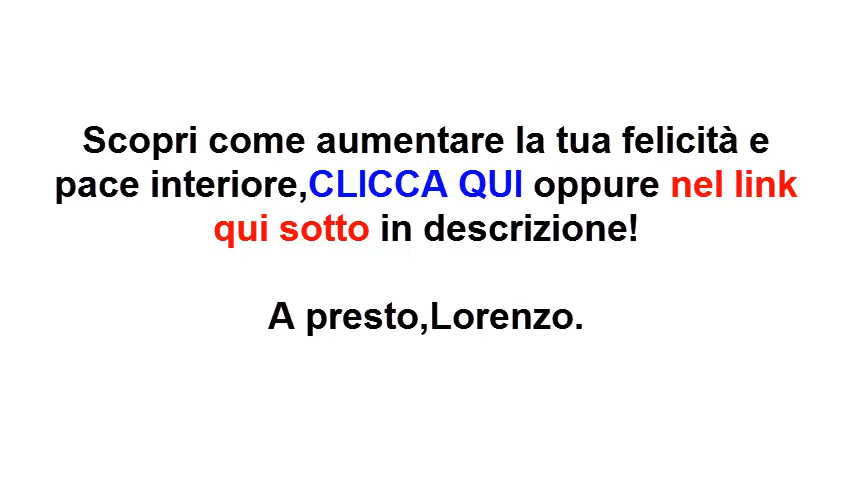 Scopri come aumentare la tua felicità e
pace interiore,CLICCA QUI oppure nel link
qui sotto in descrizione!
A presto,Lorenzo.